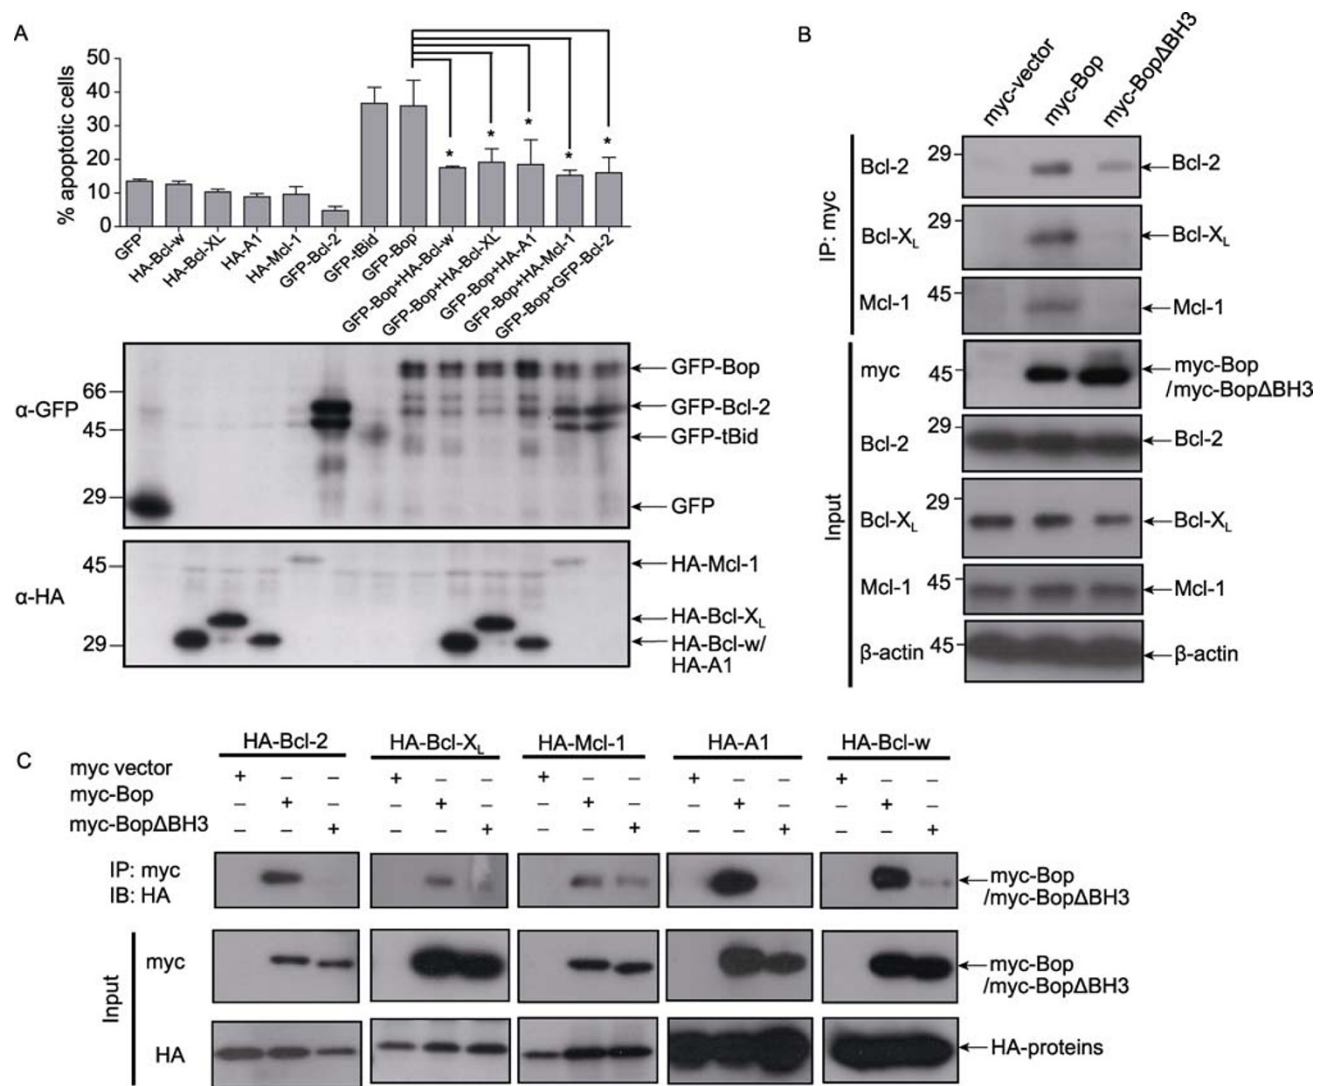 A
% apoptotic cells
50
40
30
20
10
0
* * * * *
GFP
HA-Bcl-w
HA-Bcl-XL
HA-A1
HA-Mcl-1
GFP-Bcl-2
GFP-tBid
GFP-Bop
GFP-Bop+HA-Bcl-w
GFP-Bop+HA-Bcl-XL
GFP-Bop+HA-A1
GFP-Bop+HA-Mcl-1
GFP-Bop+GFP-Bcl-2
α-GFP
66
45
29
GFP-Bop
GFP-Bcl-2
GFP-tBid
GFP
α-HA
45
29
HA-Mcl-1
HA-Bcl-XL
HA-Bcl-w/
HA-A1
B
myc-vector
myc-Bop
myc-BopΔBH3
IP: myc
Bcl-2 29 Bcl-2
Bcl-XL 29 Bcl-XL
Mcl-1 45 Mcl-1
Input
myc 45 myc-Bop
/myc-BopΔBH3
Bcl-2 29 Bcl-2
Bcl-XL 29 Bcl-XL
Mcl-1 45 Mcl-1
β-actin 45 β-actin
C
HA-Bcl-2 HA-Bcl-XL HA-Mcl-1 HA-A1 HA-Bcl-w
myc vector + – – + – – + – – + – – + – –
myc-Bop – + – – + – – + – – + – – + –
myc-BopΔBH3 – – + – – + – – + – – + – – +
IP: myc
IB: HA
myc-Bop
/myc-BopΔBH3
Input
myc
myc-Bop
/myc-BopΔBH3
HA
HA-proteins